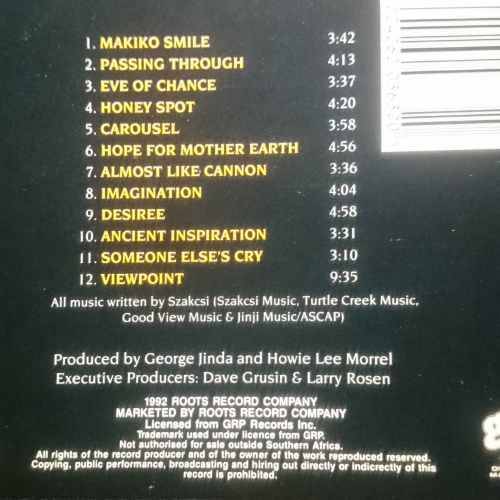 1. MAKIKO SMILE 3:42
2. PASSING THROUGH 4:13
3. EVE OF CHANCE 3:37
4. HONEY SPOT 4:20
5. CAROUSEL 3:58
6. HOPE FOR MOTHER EARTH 4:56
7. ALMOST LIKE CANNON 3:36
8. IMAGINATION 4:04
9. DESIREE 4:58
10. ANCIENT INSPIRATION 3:31
11. SOMEONE ELSE'S CRY 3:10
12. VIEWPOINT 9:35
All music written by Szakcsi (Szakcsi Music, Turtle Creek Music,
Good View Music & Jinji Music/ASCAP)
Produced by George Jinda and Howie Lee Morrel
Executive Producers: Dave Grusin & Larry Rosen
1992 ROOTS RECORD COMPANY
MARKETED BY ROOTS RECORD COMPANY
Licensed from GRP Records Inc.
Trademark used under licence from GRP.
Not authorised for sale outside Southern Africa.
All rights of the record producer and of the owner of the work reproduced reserved.
Copying, public performance, broadcasting and hiring out directly or indicrectly of this
record is prohibited.